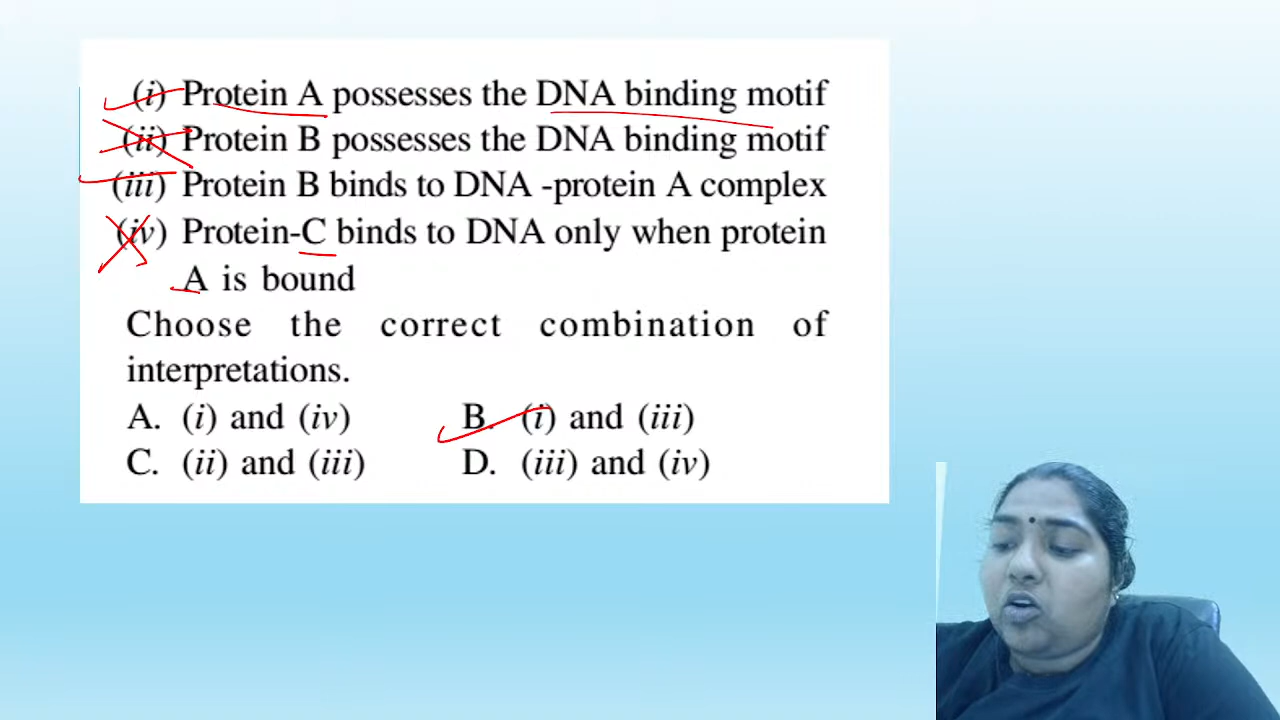 (i) Protein A possesses the DNA binding motif
(ii) Protein B possesses the DNA binding motif
(iii) Protein B binds to DNA -protein A complex
(iv) Protein-C binds to DNA only when protein
A is bound
Choose the correct combination of
interpretations.
A. (i) and (iv) B. (i) and (iii)
C. (ii) and (iii) D. (iii) and (iv)